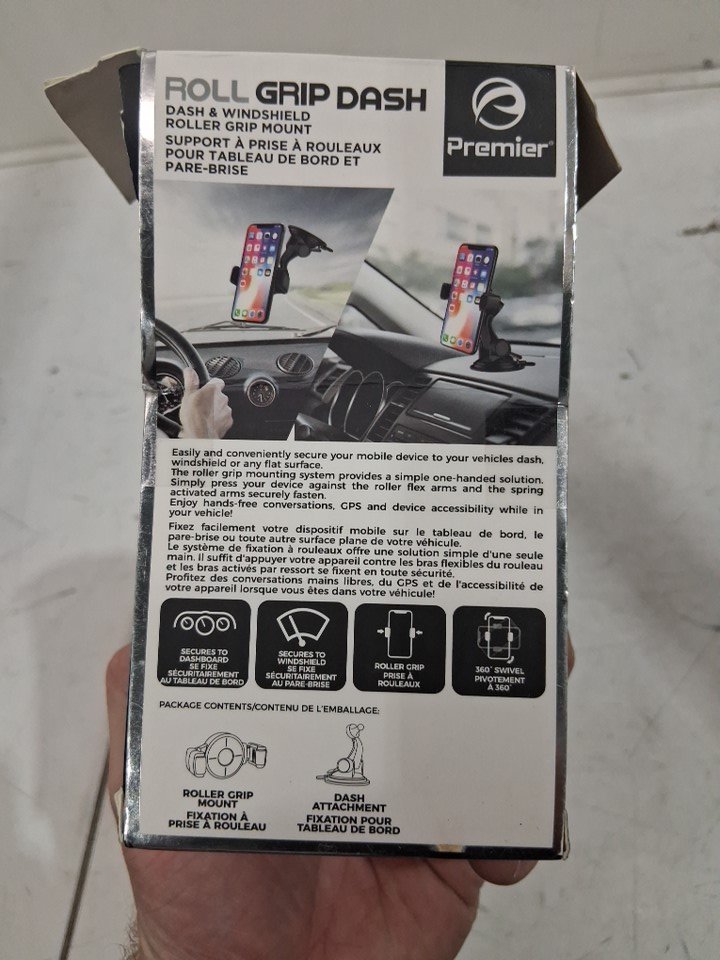 ROLL GRIP DASH
DASH & WINDSHIELD
ROLLER GRIP MOUNT
SUPPORT À PRISE À ROULEAUX
POUR TABLEAU DE BORD ET
PARE-BRISE
Premier
Easily and conveniently secure your mobile device to your vehicles dash,
windshield or any flat surface.
The roller grip mounting system provides a simple one-handed solution.
Simply press your device against the roller flex arms and the spring
activated arms securely fasten.
Enjoy hands-free conversations, GPS and device accessibility while in
your vehicle!
Fixez facilement votre dispositif mobile sur le tableau de bord, le
pare-brise ou toute autre surface plane de votre véhicule.
Le système de fixation à rouleaux offre une solution simple d'une seule
main. Il suffit d'appuyer votre appareil contre les bras flexibles du rouleau
et les bras activés par ressort se fixent en toute sécurité.
Profitez des conversations mains libres, du GPS et de l'accessibilité de
votre appareil lorsque vous êtes dans votre véhicule!
SECURES TO
DASHBOARD
SE FIXE
SÉCURITAIREMENT
AU TABLEAU DE BORD
SECURES TO
WINDSHIELD
SE FIXE
SÉCURITAIREMENT
AU PARE-BRISE
ROLLER GRIP
PRISE À
ROULEAUX
360° SWIVEL
PIVOTEMENT
À 360°
PACKAGE CONTENTS/CONTENU DE L'EMBALLAGE:
ROLLER GRIP
MOUNT
FIXATION À
PRISE À ROULEAU
DASH
ATTACHMENT
FIXATION POUR
TABLEAU DE BORD